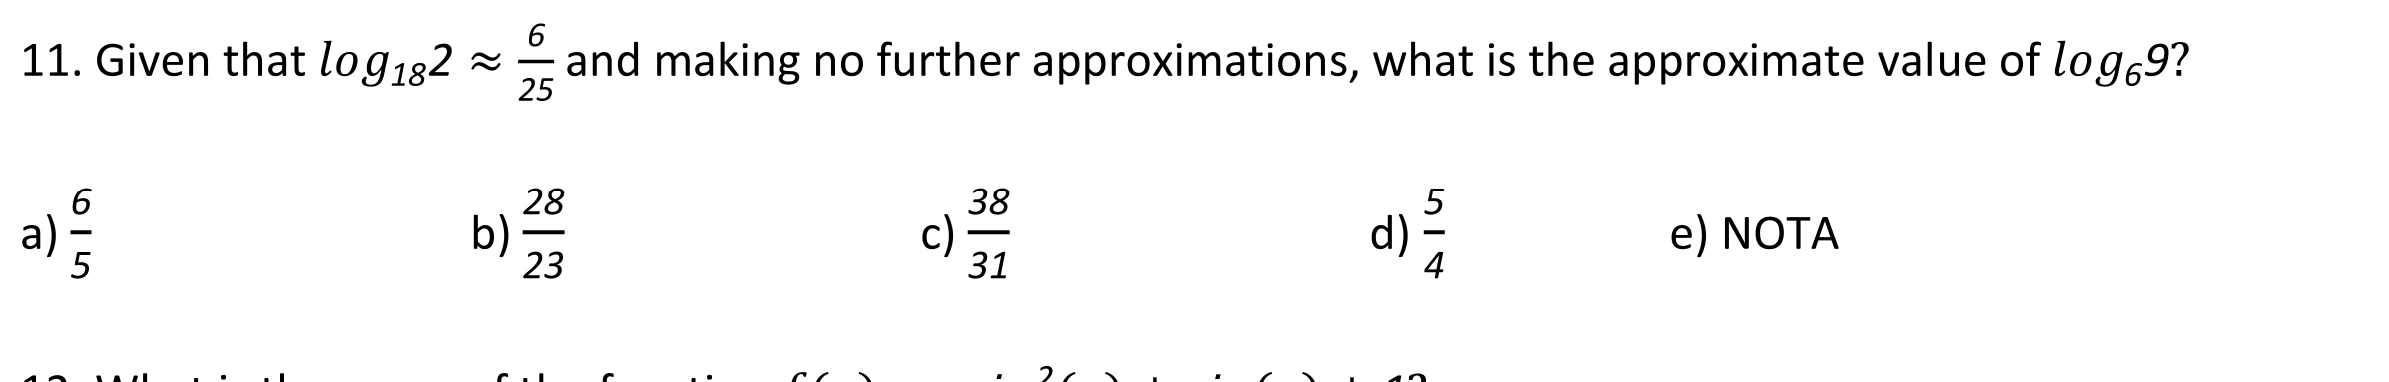 11. Given that log₁₈2 ≈ 6/25 and making no further approximations, what is the approximate value of log₆9?
a) 6/5 b) 28/23 c) 38/31 d) 5/4 e) NOTA